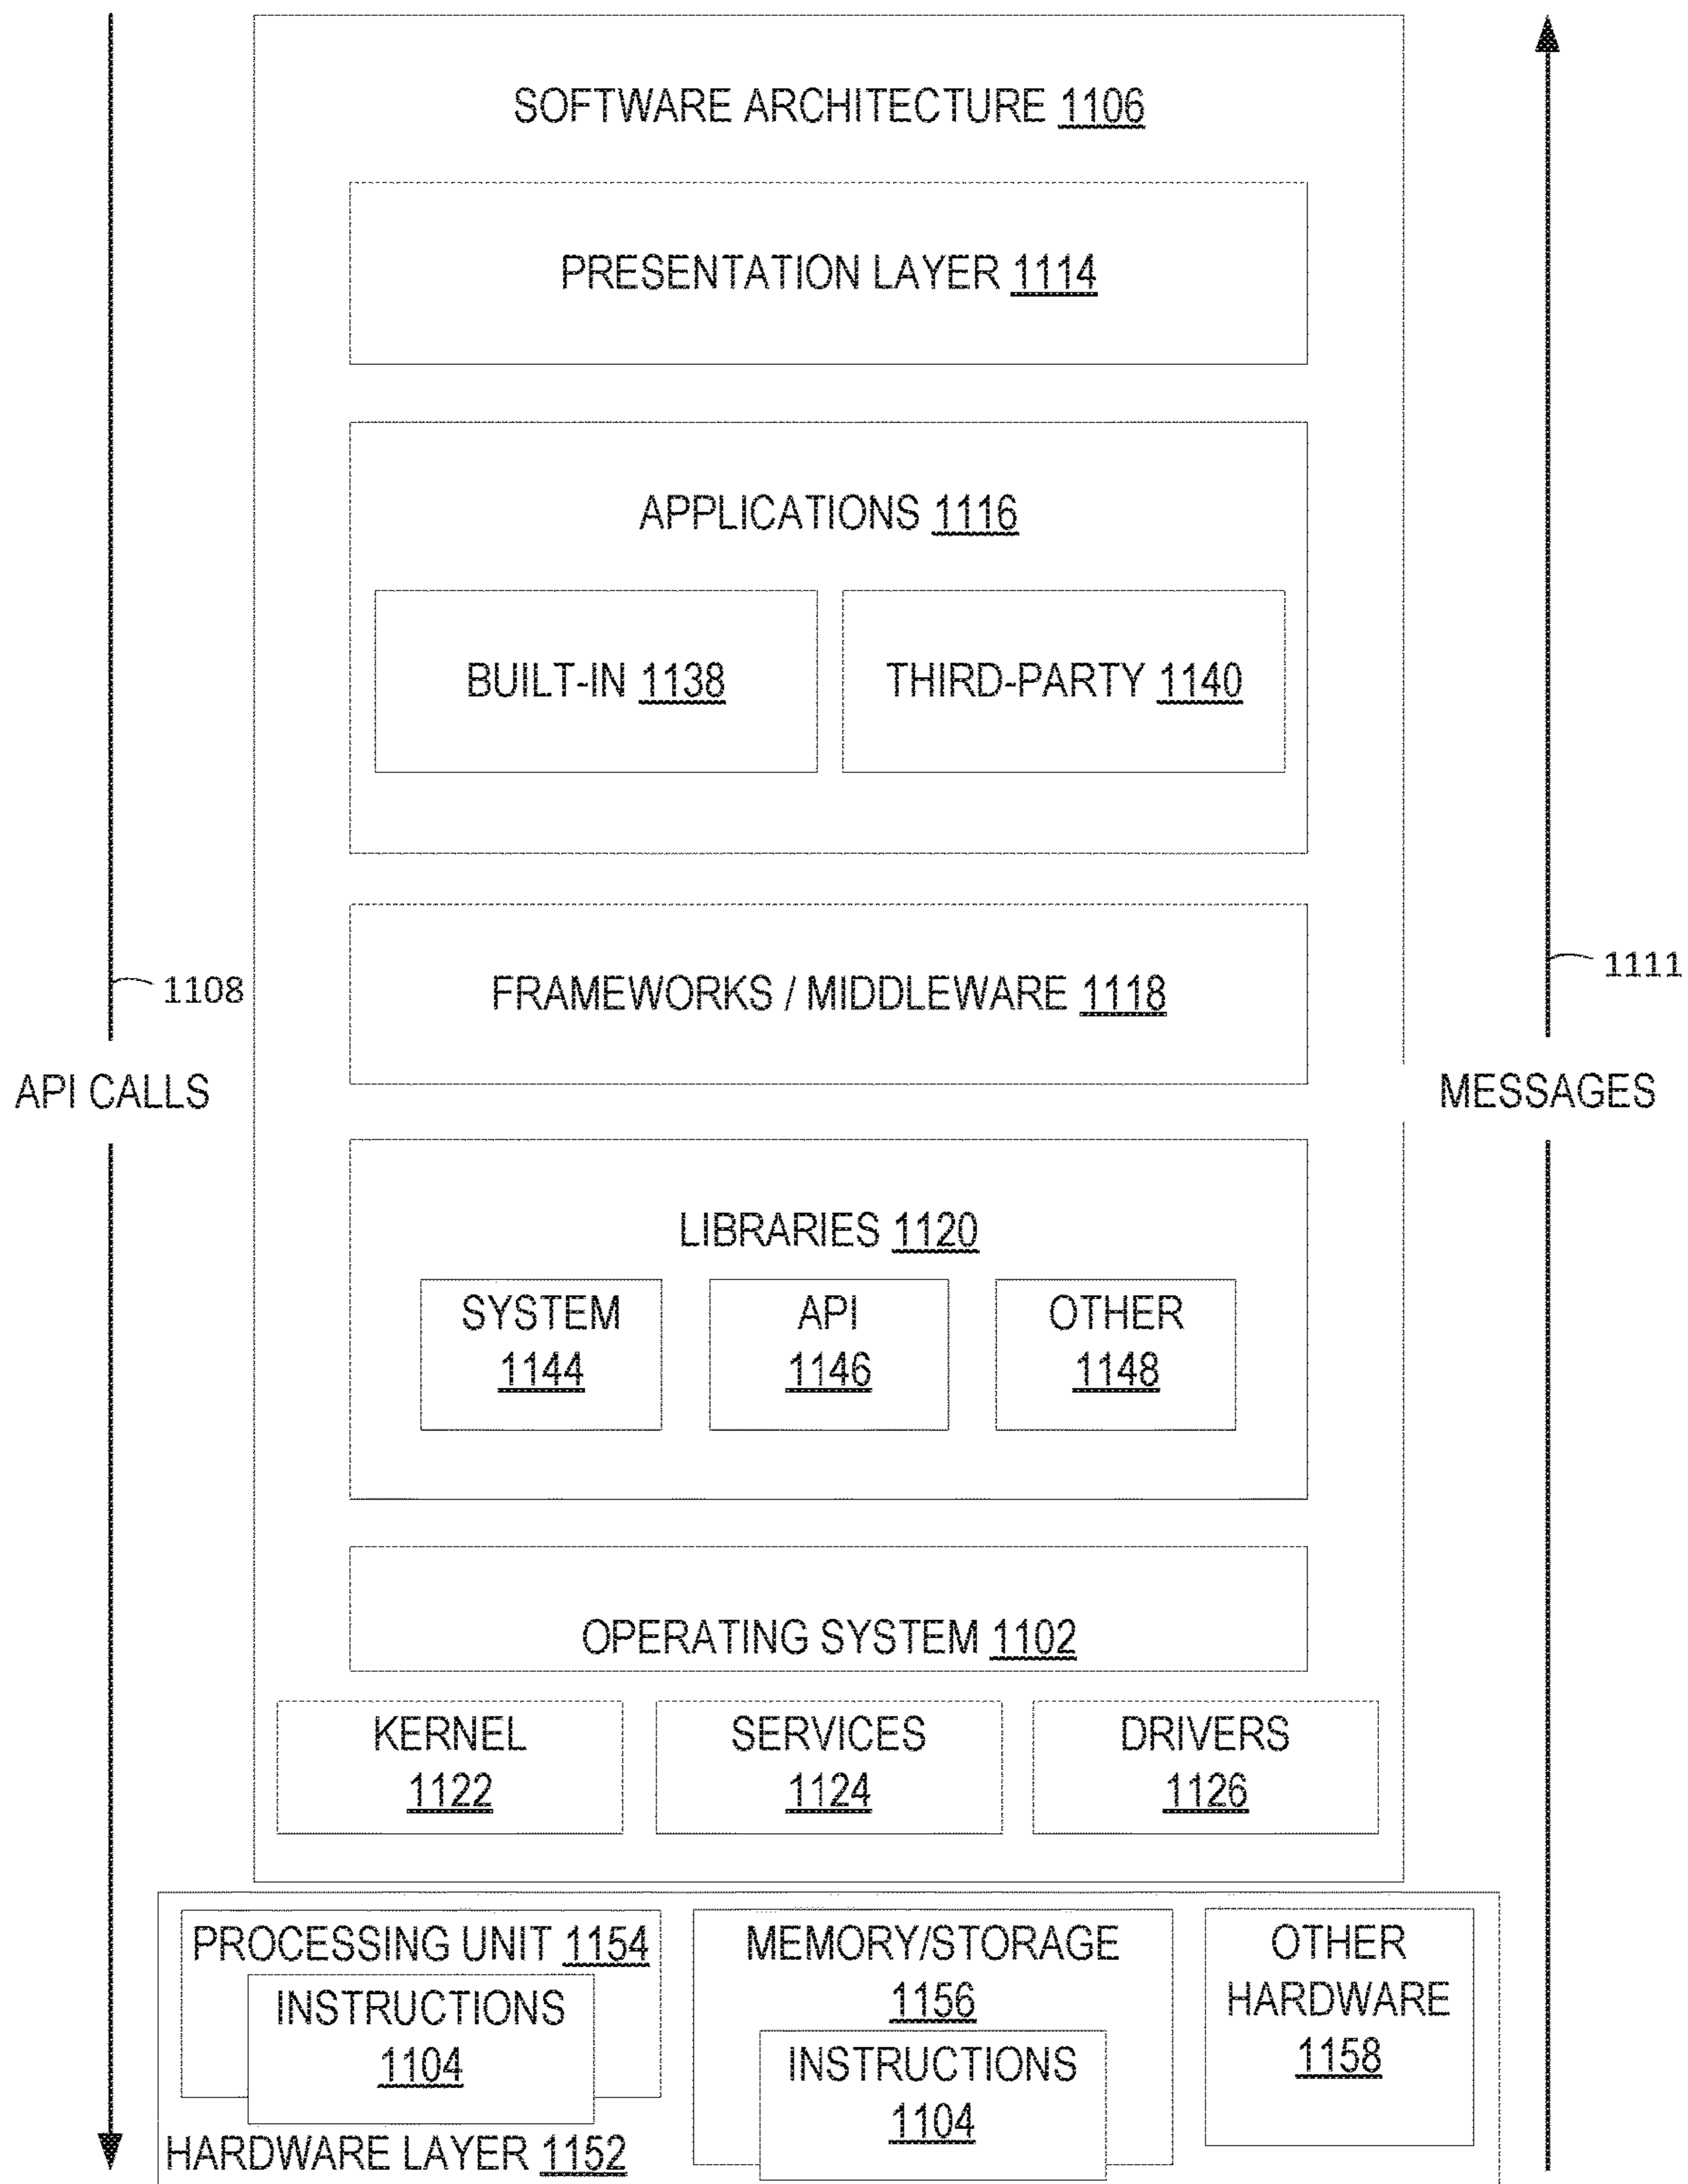 SOFTWARE ARCHITECTURE 1106
PRESENTATION LAYER 1114
APPLICATIONS 1116
BUILT-IN 1138
THIRD-PARTY 1140
FRAMEWORKS / MIDDLEWARE 1118
1108
1111
API CALLS
MESSAGES
LIBRARIES 1120
SYSTEM
1144
API
1146
OTHER
1148
OPERATING SYSTEM 1102
KERNEL
1122
SERVICES
1124
DRIVERS
1126
PROCESSING UNIT 1154
INSTRUCTIONS
1104
MEMORY/STORAGE
1156
INSTRUCTIONS
1104
OTHER
HARDWARE
1158
HARDWARE LAYER 1152